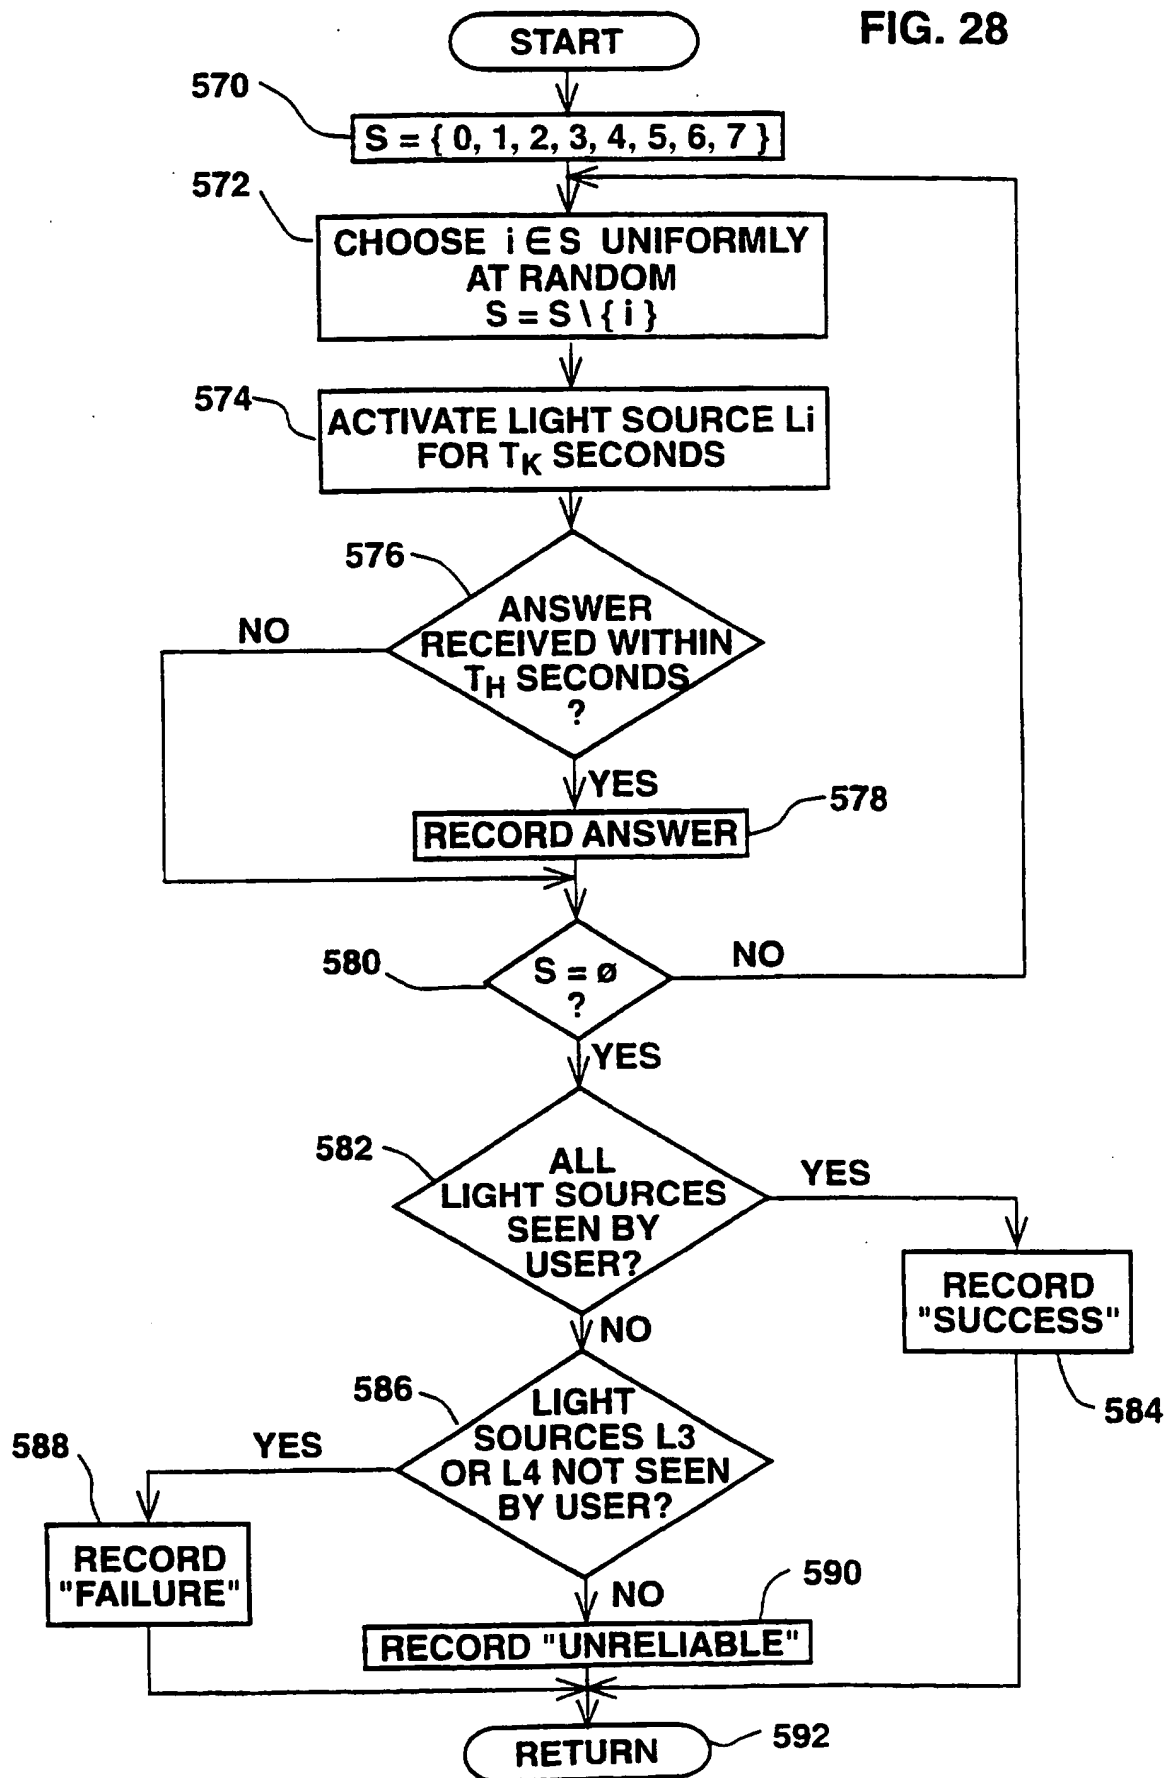 FIG. 28
START
570
S = { 0, 1, 2, 3, 4, 5, 6, 7 }
572
CHOOSE i ∈ S UNIFORMLY
AT RANDOM
S = S \ { i }
574
ACTIVATE LIGHT SOURCE Li
FOR TK SECONDS
576
ANSWER
RECEIVED WITHIN
TH SECONDS
?
NO
YES
578
RECORD ANSWER
580
S = ø
?
NO
YES
582
ALL
LIGHT SOURCES
SEEN BY
USER?
YES
RECORD
"SUCCESS"
584
NO
586
LIGHT
SOURCES L3
OR L4 NOT SEEN
BY USER?
YES
588
RECORD
"FAILURE"
NO
590
RECORD "UNRELIABLE"
RETURN
592